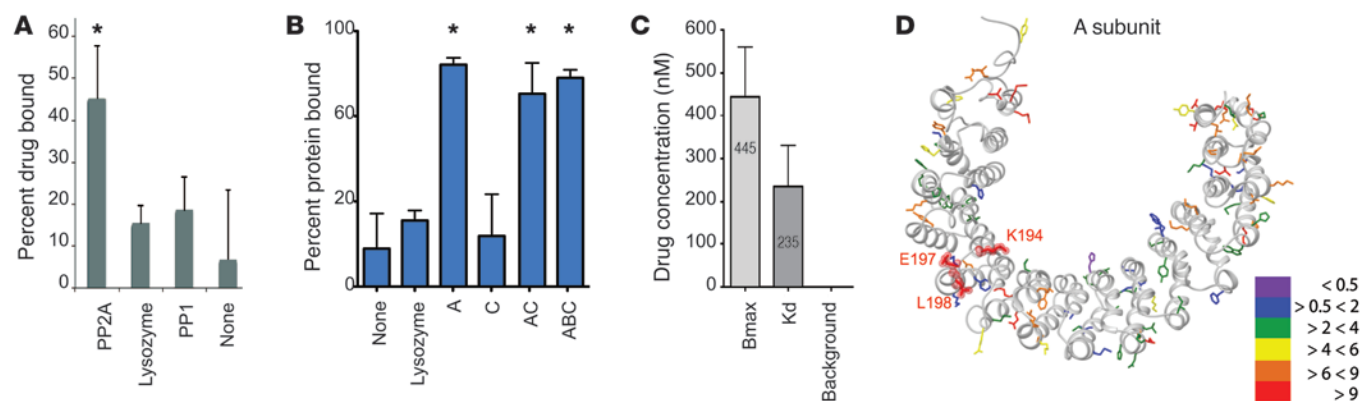 A
Percent drug bound
60
50
40
30
20
10
0
*
PP2A
Lysozyme
PP1
None
B
Percent protein bound
100
60
20
0
*
*
*
None
Lysozyme
A
C
AC
ABC
C
Drug concentration (nM)
600
500
400
300
200
100
0
445
235
Bmax
Kd
Background
D
A subunit
K194
E197
L198
< 0.5
> 0.5 < 2
> 2 < 4
> 4 < 6
> 6 < 9
> 9